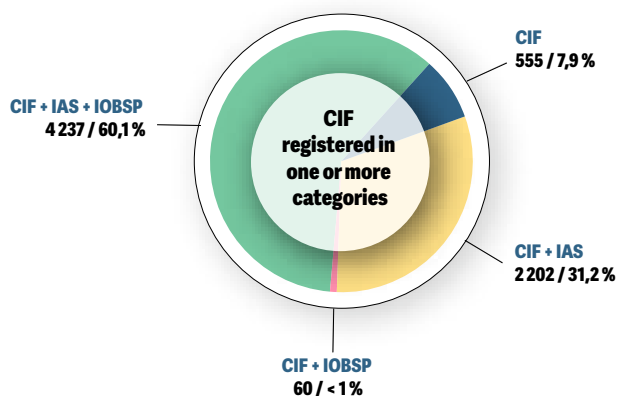 CIF
555 / 7,9 %
CIF + IAS + IOBSP
4 237 / 60,1 %
CIF
registered in
one or more
categories
CIF + IAS
2 202 / 31,2 %
CIF + IOBSP
60 / < 1 %